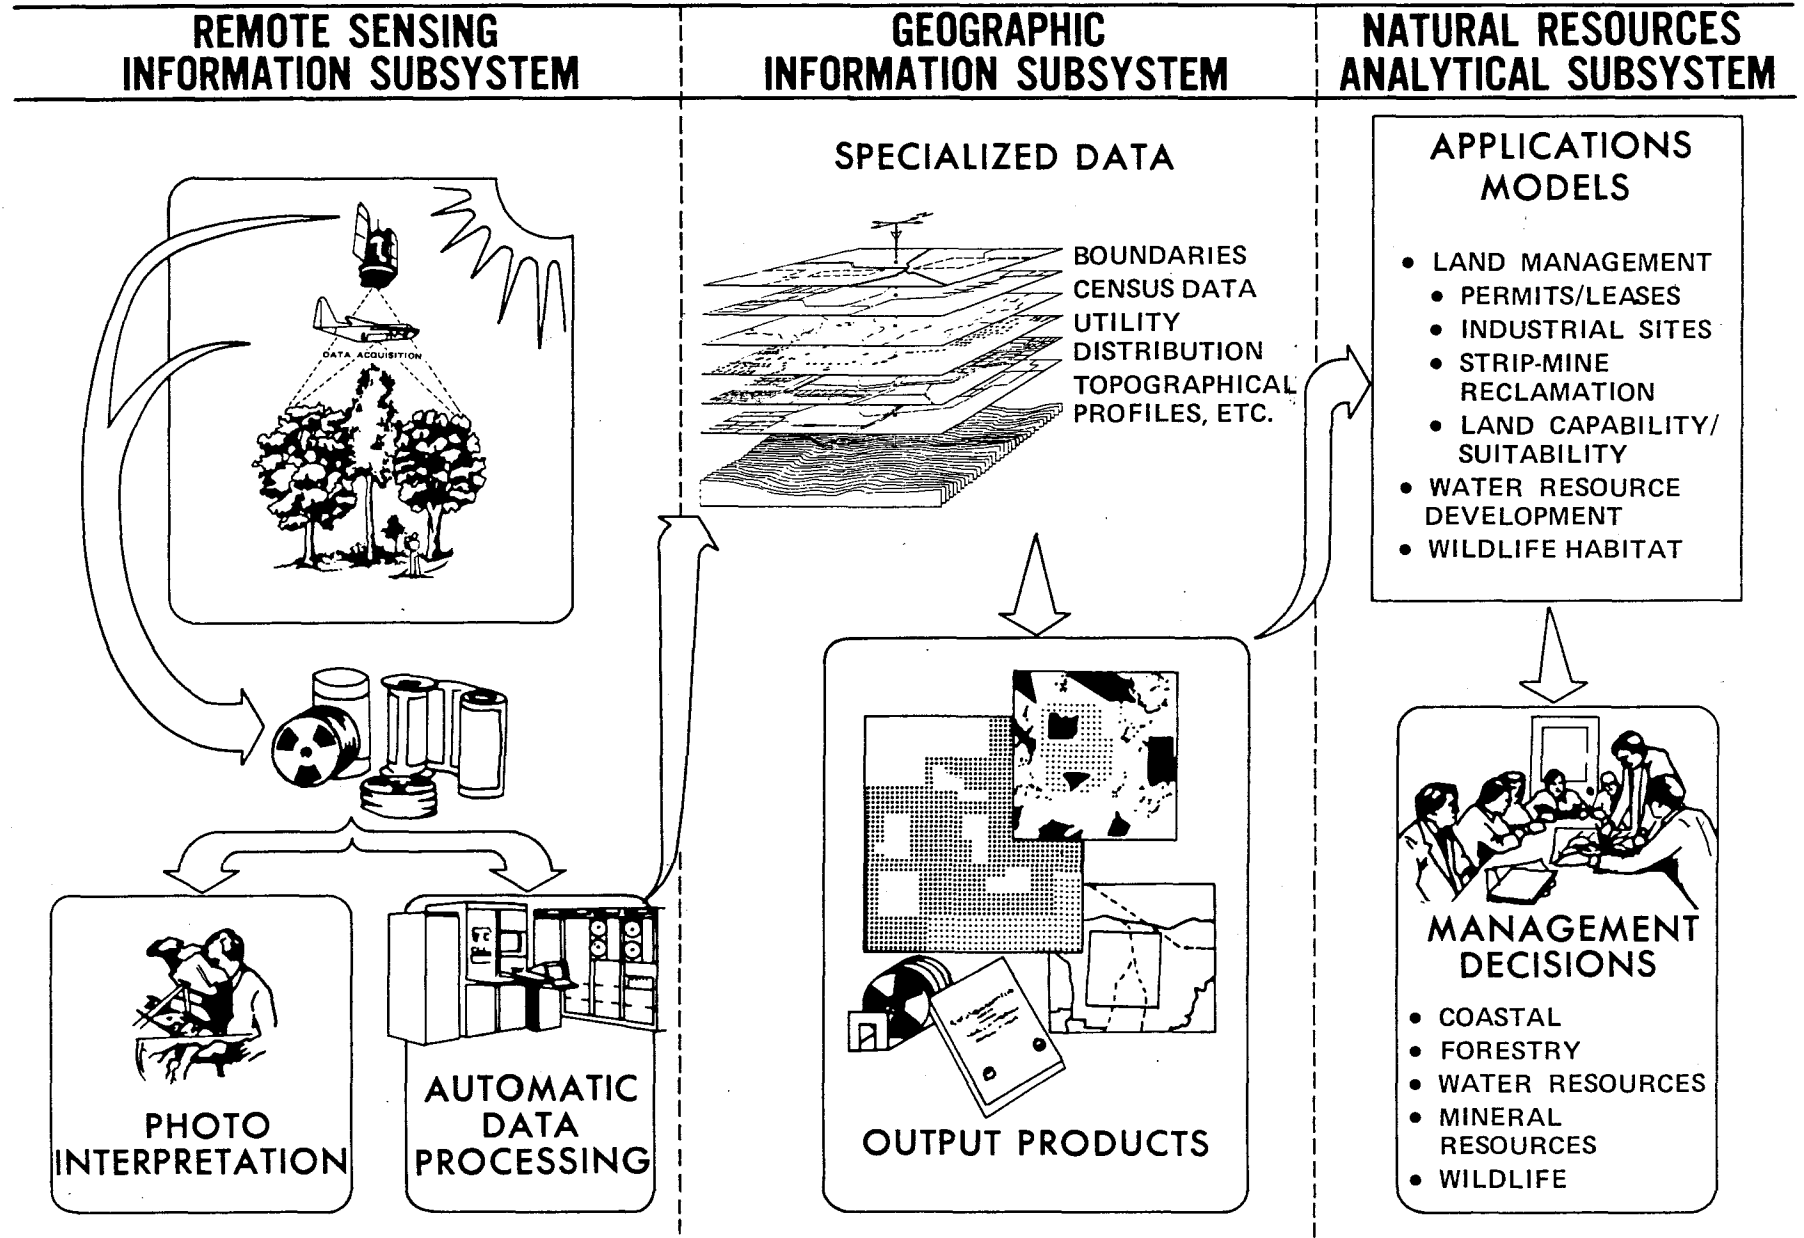 REMOTE SENSING
INFORMATION SUBSYSTEM
DATA ACQUISITION
PHOTO
INTERPRETATION
AUTOMATIC
DATA
PROCESSING
GEOGRAPHIC
INFORMATION SUBSYSTEM
SPECIALIZED DATA
BOUNDARIES
CENSUS DATA
UTILITY
DISTRIBUTION
TOPOGRAPHICAL
PROFILES, ETC.
OUTPUT PRODUCTS
NATURAL RESOURCES
ANALYTICAL SUBSYSTEM
APPLICATIONS
MODELS
• LAND MANAGEMENT
• PERMITS/LEASES
• INDUSTRIAL SITES
• STRIP-MINE
RECLAMATION
• LAND CAPABILITY/
SUITABILITY
• WATER RESOURCE
DEVELOPMENT
• WILDLIFE HABITAT
MANAGEMENT
DECISIONS
• COASTAL
• FORESTRY
• WATER RESOURCES
• MINERAL
RESOURCES
• WILDLIFE